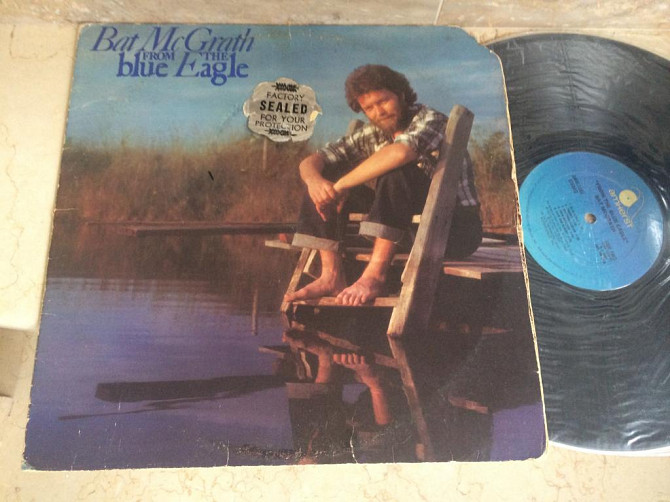 Bat McGrath
FROM THE
blue Eagle
FACTORY
SEALED
FOR YOUR
PROTECTION